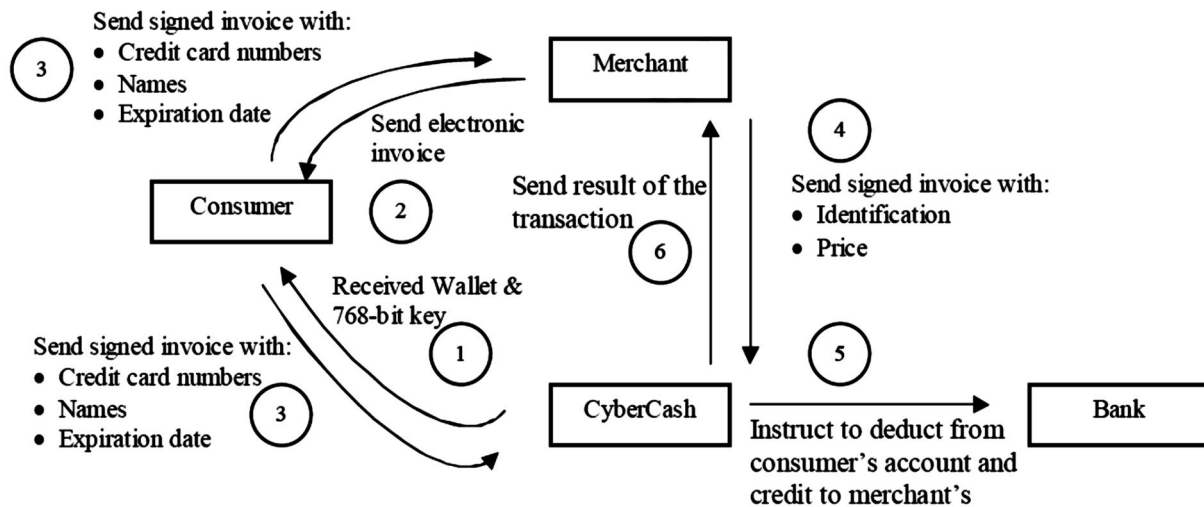 Send signed invoice with:
• Credit card numbers
• Names
• Expiration date
3
Merchant
Send electronic
invoice
Consumer
2
4
Send signed invoice with:
• Identification
• Price
Send result of the
transaction
6
Received Wallet &
768-bit key
1
Send signed invoice with:
• Credit card numbers
• Names
• Expiration date
3
5
CyberCash
Bank
Instruct to deduct from
consumer’s account and
credit to merchant’s